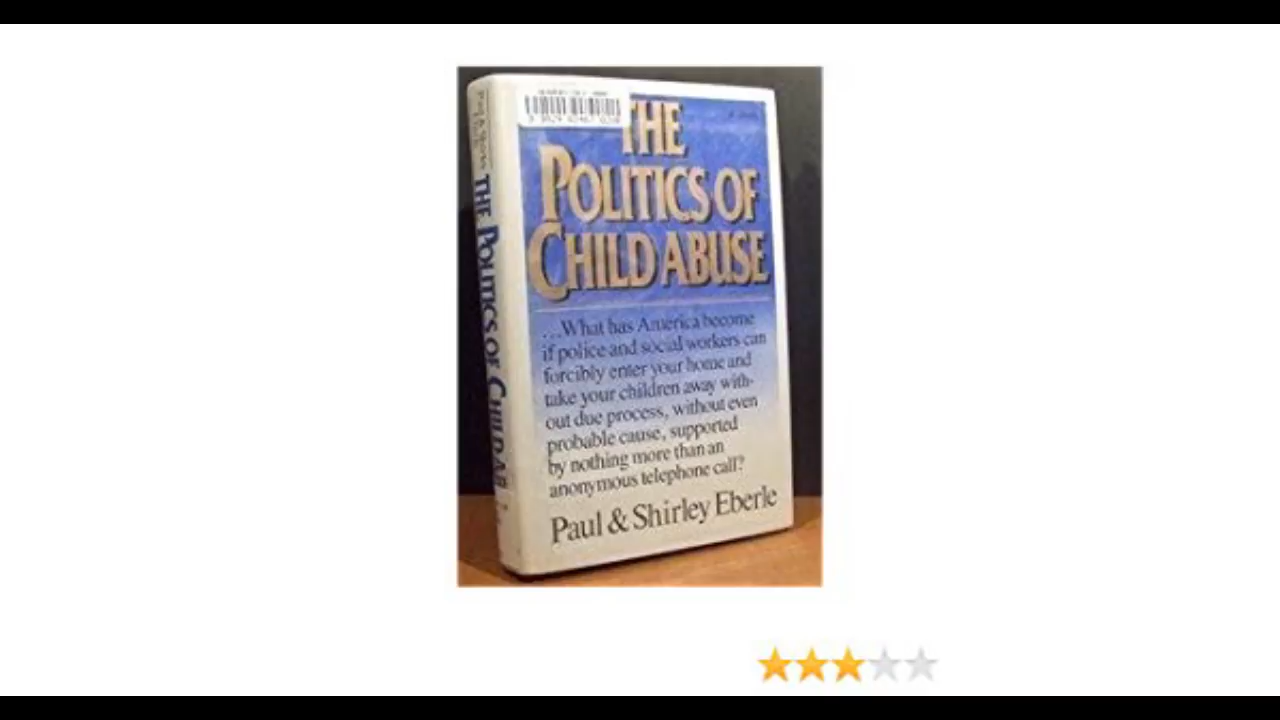 THE
POLITICS OF
CHILD ABUSE
...What has America become
if police and social workers can
forcibly enter your home and
take your children away with-
out due process, without even
probable cause, supported
by nothing more than an
anonymous telephone call?
Paul & Shirley Eberle
THE POLITICS OF CHILD AB